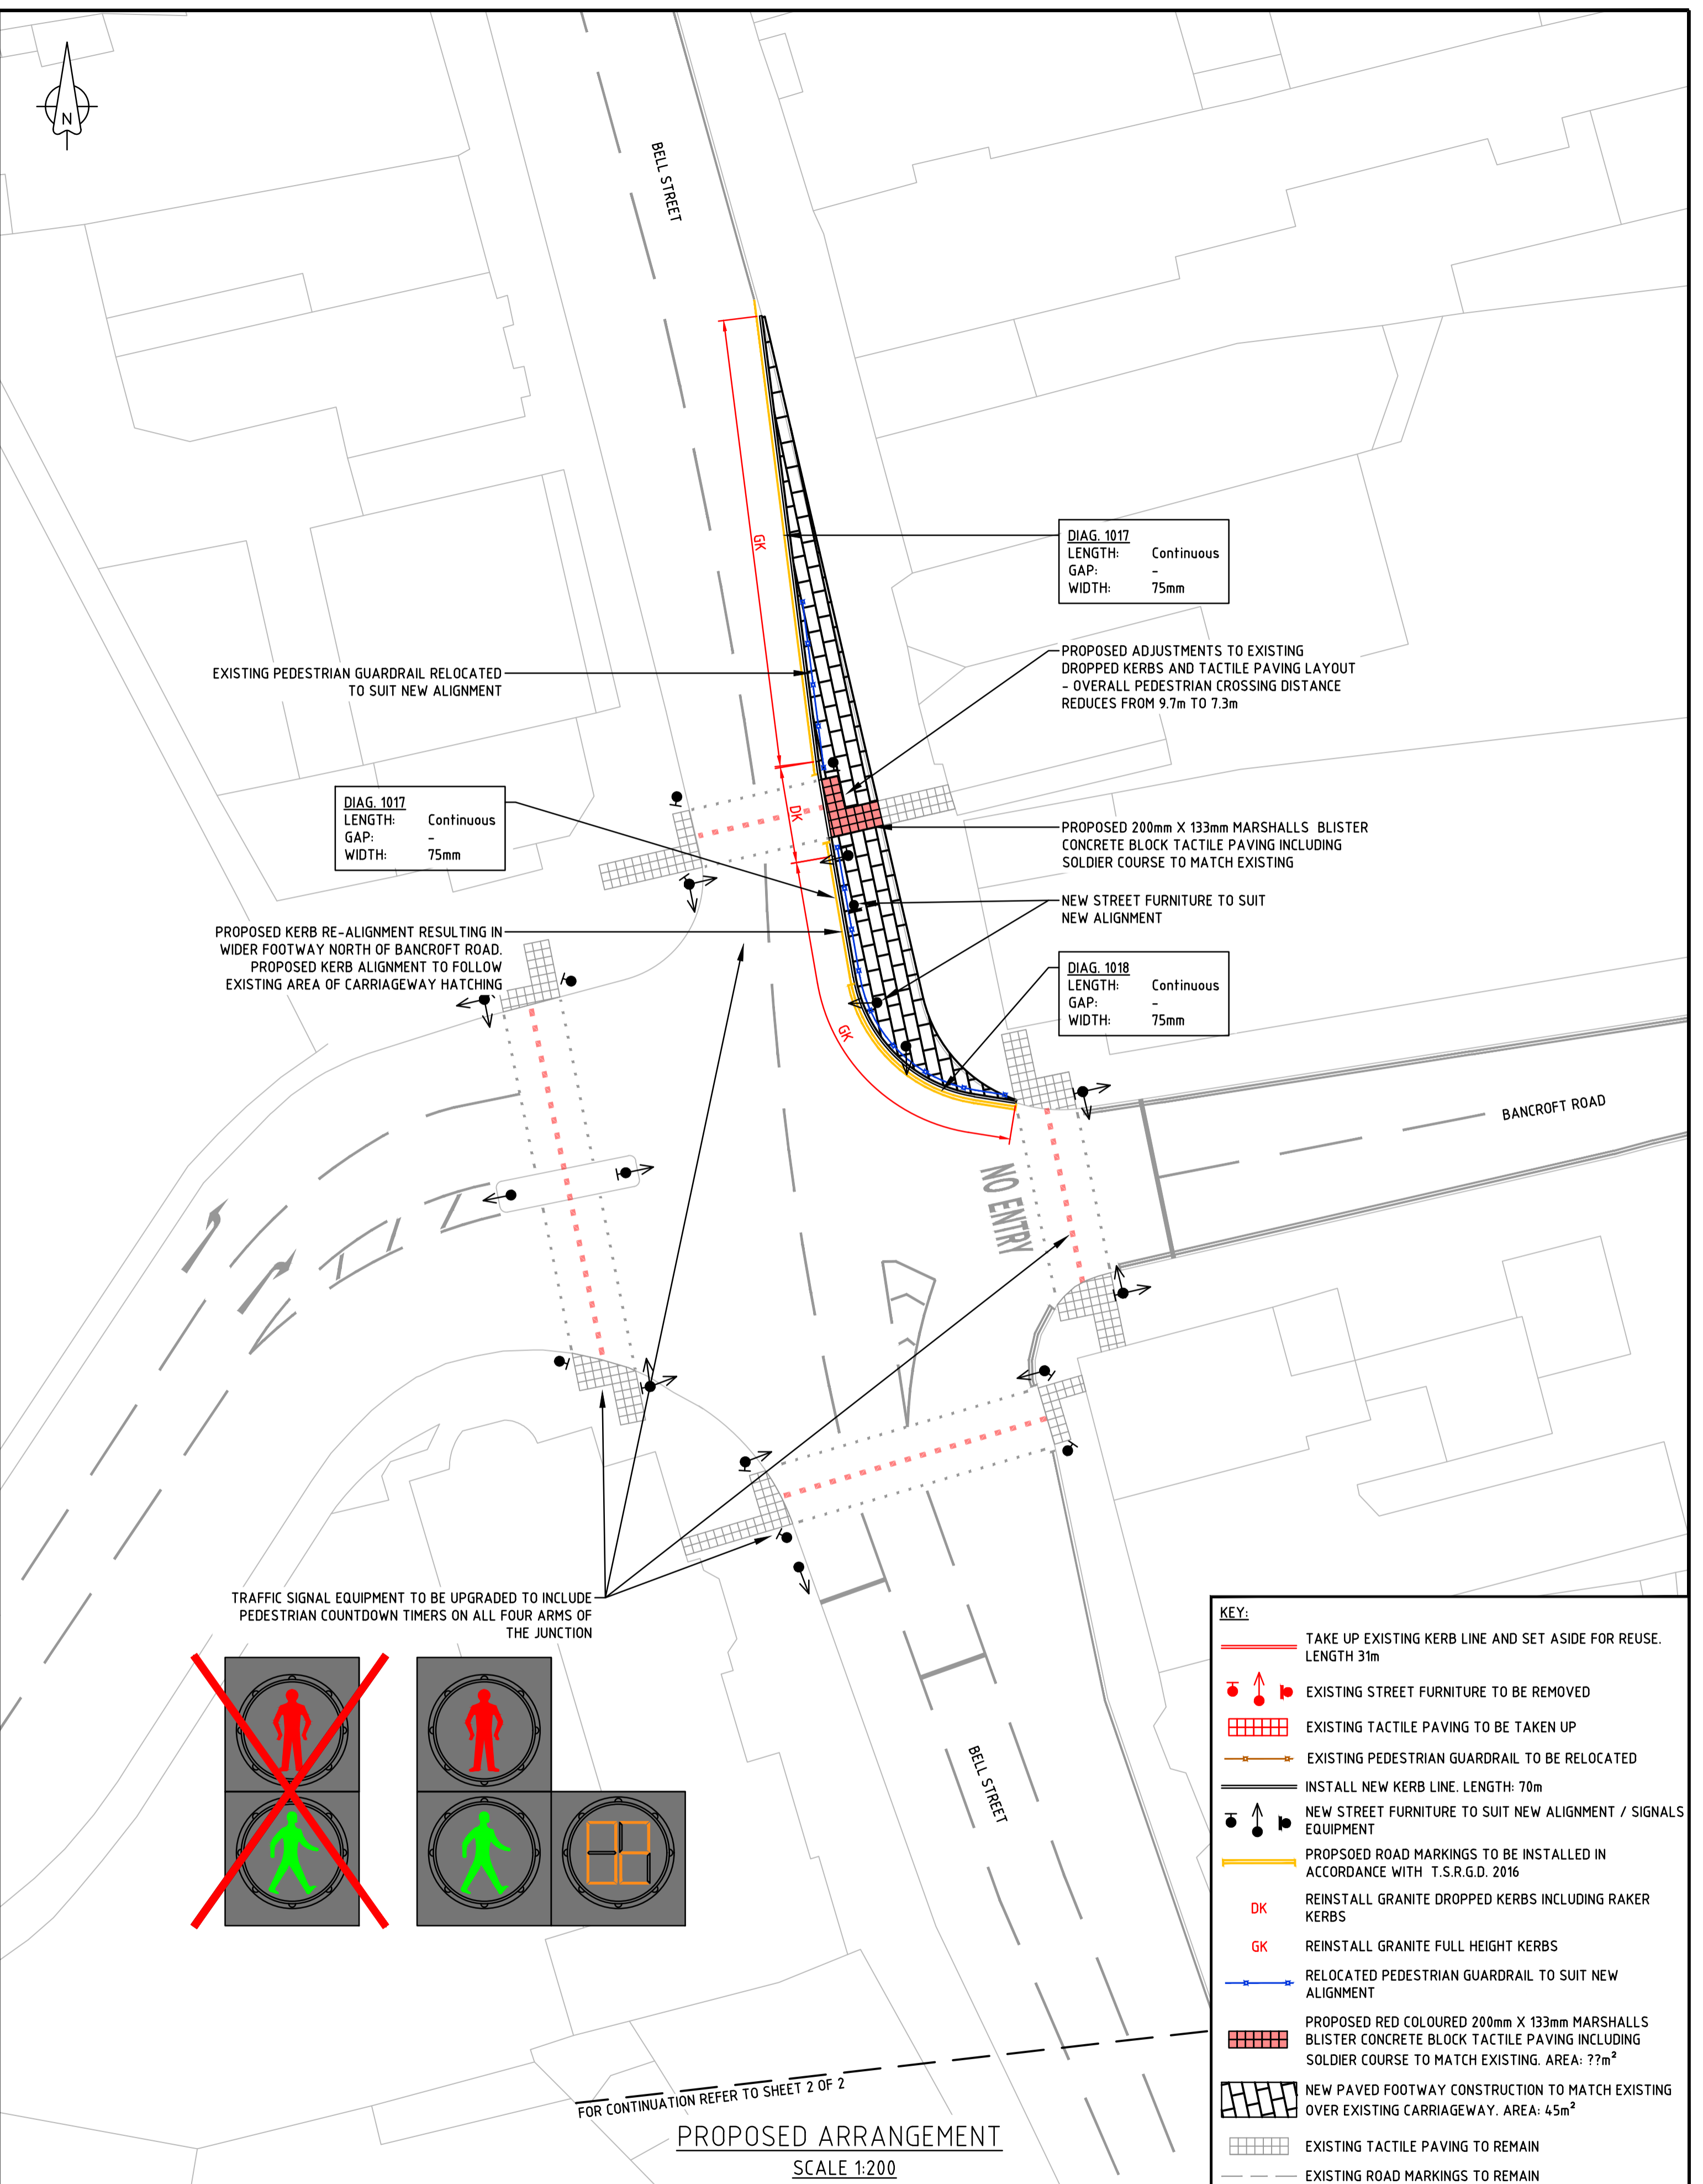 N
BELL STREET
GK
DIAG. 1017
LENGTH: Continuous
GAP: -
WIDTH: 75mm
EXISTING PEDESTRIAN GUARDRAIL RELOCATED
TO SUIT NEW ALIGNMENT
PROPOSED ADJUSTMENTS TO EXISTING
DROPPED KERBS AND TACTILE PAVING LAYOUT
- OVERALL PEDESTRIAN CROSSING DISTANCE
REDUCES FROM 9.7m TO 7.3m
DIAG. 1017
LENGTH: Continuous
GAP: -
WIDTH: 75mm
DK
PROPOSED 200mm X 133mm MARSHALLS BLISTER
CONCRETE BLOCK TACTILE PAVING INCLUDING
SOLDIER COURSE TO MATCH EXISTING
NEW STREET FURNITURE TO SUIT
NEW ALIGNMENT
PROPOSED KERB RE-ALIGNMENT RESULTING IN
WIDER FOOTWAY NORTH OF BANCROFT ROAD.
PROPOSED KERB ALIGNMENT TO FOLLOW
EXISTING AREA OF CARRIAGEWAY HATCHING
DIAG. 1018
LENGTH: Continuous
GAP: -
WIDTH: 75mm
GK
BANCROFT ROAD
NO ENTRY
TRAFFIC SIGNAL EQUIPMENT TO BE UPGRADED TO INCLUDE
PEDESTRIAN COUNTDOWN TIMERS ON ALL FOUR ARMS OF
THE JUNCTION
BELL STREET
KEY:
TAKE UP EXISTING KERB LINE AND SET ASIDE FOR REUSE.
LENGTH 31m
EXISTING STREET FURNITURE TO BE REMOVED
EXISTING TACTILE PAVING TO BE TAKEN UP
EXISTING PEDESTRIAN GUARDRAIL TO BE RELOCATED
INSTALL NEW KERB LINE. LENGTH: 70m
NEW STREET FURNITURE TO SUIT NEW ALIGNMENT / SIGNALS
EQUIPMENT
PROPSOED ROAD MARKINGS TO BE INSTALLED IN
ACCORDANCE WITH T.S.R.G.D. 2016
DK REINSTALL GRANITE DROPPED KERBS INCLUDING RAKER
KERBS
GK REINSTALL GRANITE FULL HEIGHT KERBS
RELOCATED PEDESTRIAN GUARDRAIL TO SUIT NEW
ALIGNMENT
PROPOSED RED COLOURED 200mm X 133mm MARSHALLS
BLISTER CONCRETE BLOCK TACTILE PAVING INCLUDING
SOLDIER COURSE TO MATCH EXISTING. AREA: ??m²
NEW PAVED FOOTWAY CONSTRUCTION TO MATCH EXISTING
OVER EXISTING CARRIAGEWAY. AREA: 45m²
EXISTING TACTILE PAVING TO REMAIN
EXISTING ROAD MARKINGS TO REMAIN
FOR CONTINUATION REFER TO SHEET 2 OF 2
PROPOSED ARRANGEMENT
SCALE 1:200